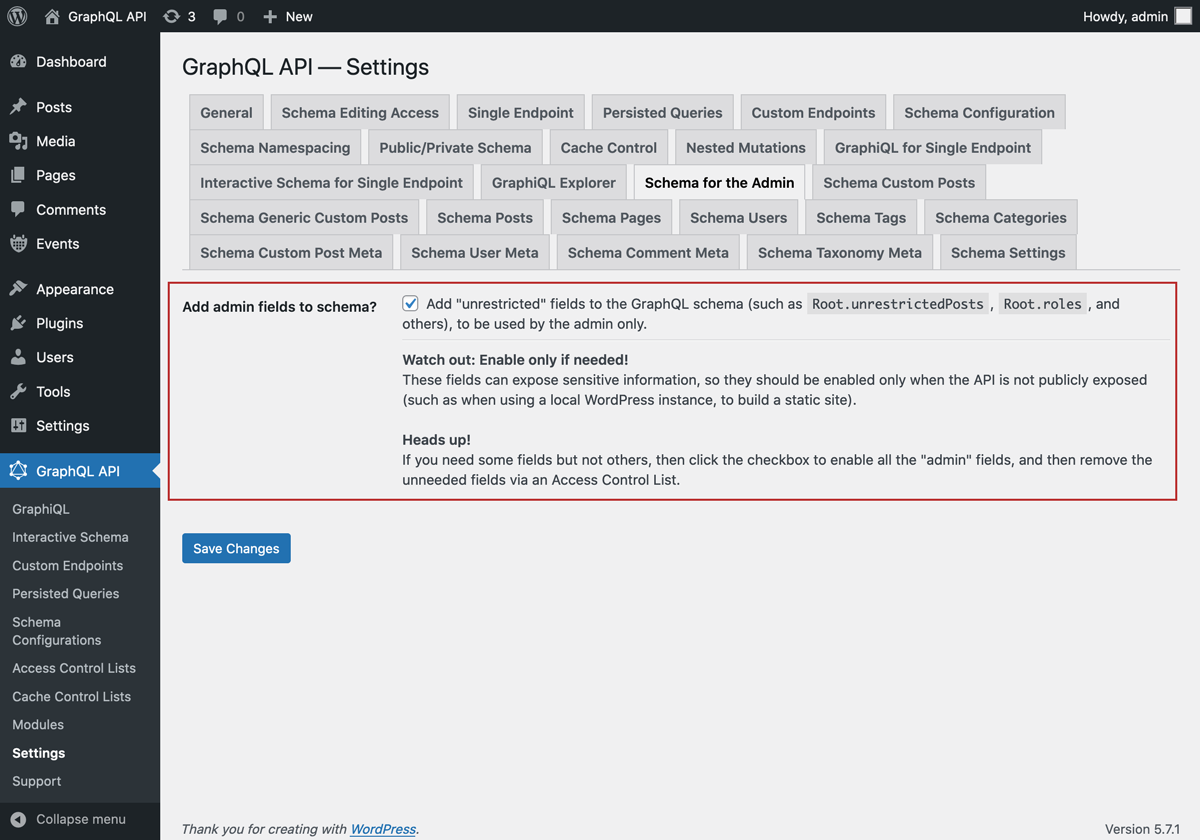 GraphQL API 3 0 New Howdy, admin
Dashboard
Posts
Media
Pages
Comments
Events
Appearance
Plugins
Users
Tools
Settings
GraphQL API
GraphiQL
Interactive Schema
Custom Endpoints
Persisted Queries
Schema
Configurations
Access Control Lists
Cache Control Lists
Modules
Settings
Support
Collapse menu
GraphQL API — Settings
General Schema Editing Access Single Endpoint Persisted Queries Custom Endpoints Schema Configuration
Schema Namespacing Public/Private Schema Cache Control Nested Mutations GraphiQL for Single Endpoint
Interactive Schema for Single Endpoint GraphiQL Explorer Schema for the Admin Schema Custom Posts
Schema Generic Custom Posts Schema Posts Schema Pages Schema Users Schema Tags Schema Categories
Schema Custom Post Meta Schema User Meta Schema Comment Meta Schema Taxonomy Meta Schema Settings
Add admin fields to schema?
Add "unrestricted" fields to the GraphQL schema (such as Root.unrestrictedPosts, Root.roles, and
others), to be used by the admin only.
Watch out: Enable only if needed!
These fields can expose sensitive information, so they should be enabled only when the API is not publicly exposed
(such as when using a local WordPress instance, to build a static site).
Heads up!
If you need some fields but not others, then click the checkbox to enable all the "admin" fields, and then remove the
unneeded fields via an Access Control List.
Save Changes
Thank you for creating with WordPress. Version 5.7.1